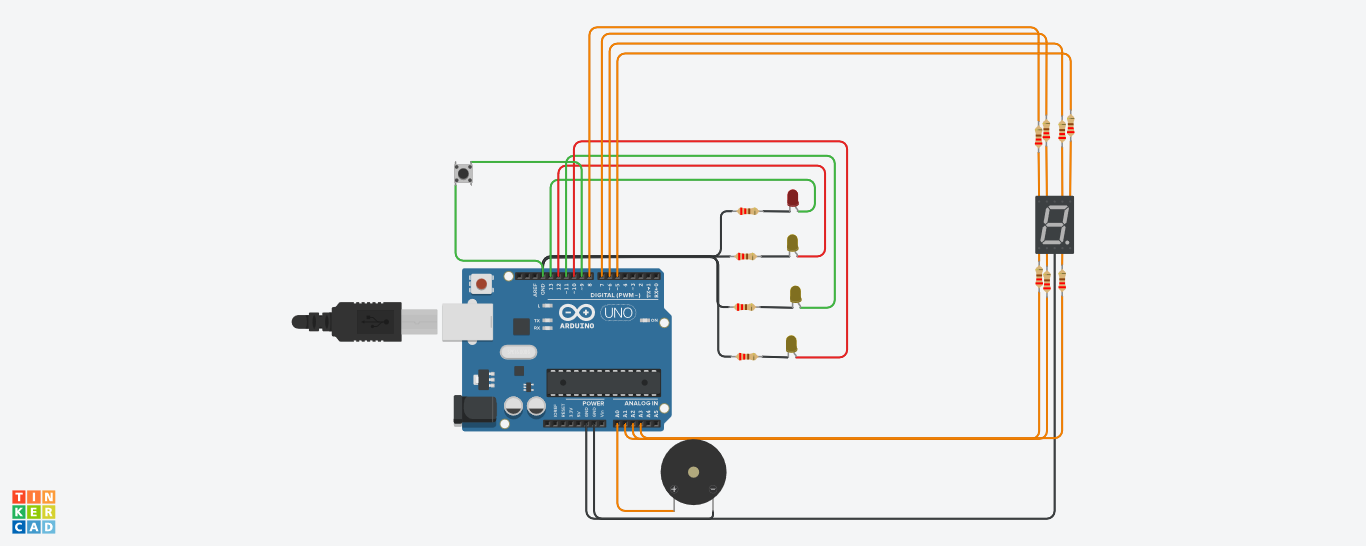 AREF
GND
13
12
~11
~10
~9
8
7
~6
~5
4
~3
2
TX→1
RX←0
DIGITAL (PWM~)
L
TX
RX
ARDUINO
UNO
ON
IOREF
RESET
3.3V
5V
GND
GND
Vin
POWER
ANALOG IN
A0
A1
A2
A3
A4
A5
+
−
TIN
KER
CAD